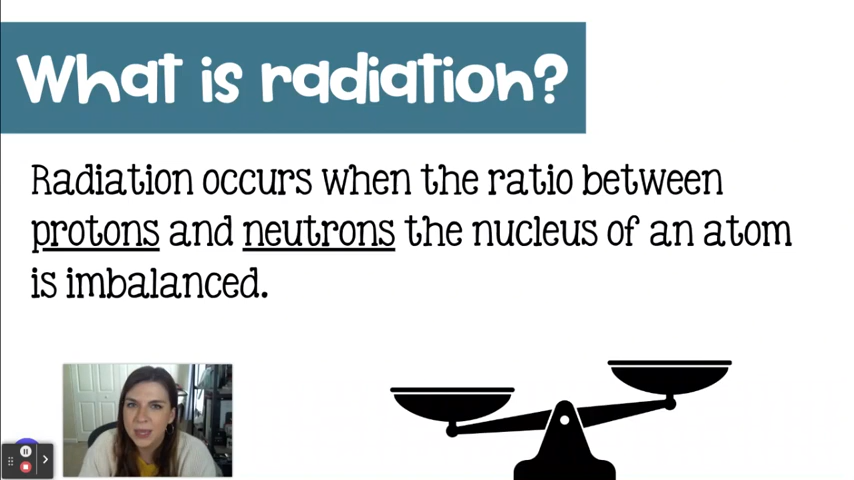 What is radiation?
Radiation occurs when the ratio between
protons and neutrons the nucleus of an atom
is imbalanced.